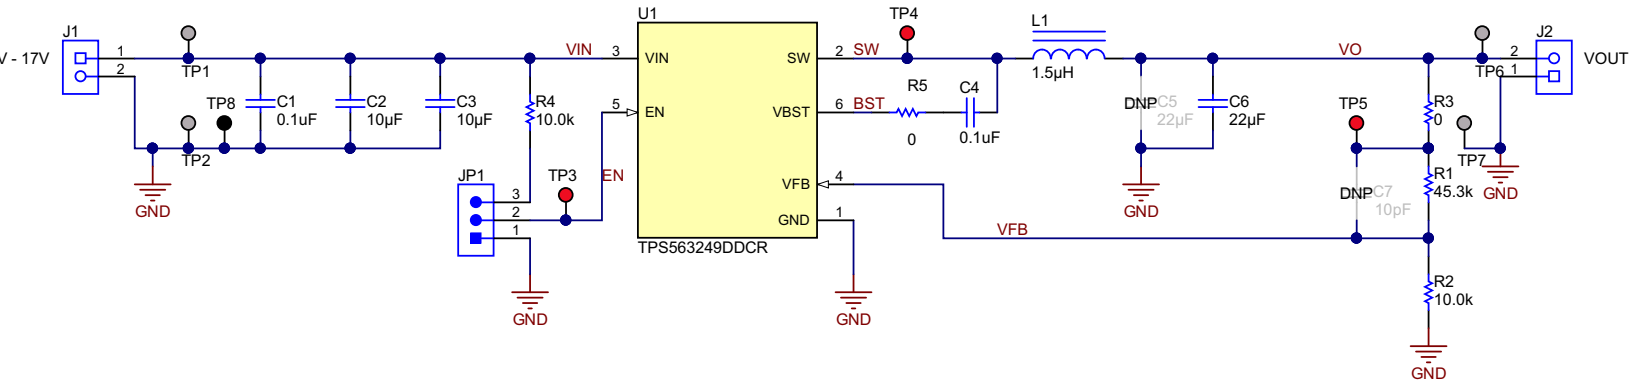 J1
V - 17V
1
2
TP1
TP8
TP2
GND
C1
0.1uF
C2
10µF
C3
10µF
VIN
R4
10.0k
JP1
3
2
1
TP3
EN
GND
U1
3
VIN
5
EN
SW
VBST
VFB
GND
TPS563249DDCR
2
SW
6
BST
4
1
GND
TP4
R5
0
C4
0.1uF
L1
1.5µH
DNP
C5
22µF
C6
22µF
GND
VFB
VO
TP5
DNP
C7
10pF
R3
0
R1
45.3k
R2
10.0k
GND
TP6
TP7
GND
J2
2
1
VOUT